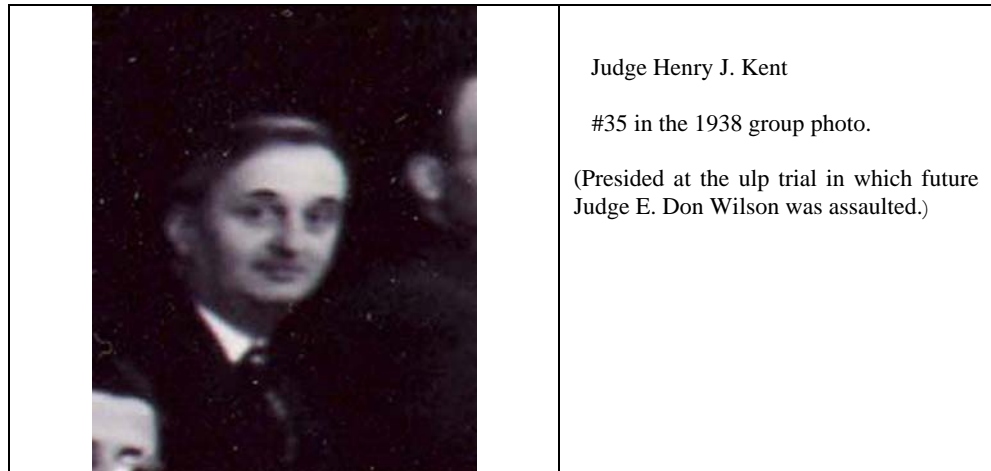 Judge Henry J. Kent
#35 in the 1938 group photo.
(Presided at the ulp trial in which future
Judge E. Don Wilson was assaulted.)